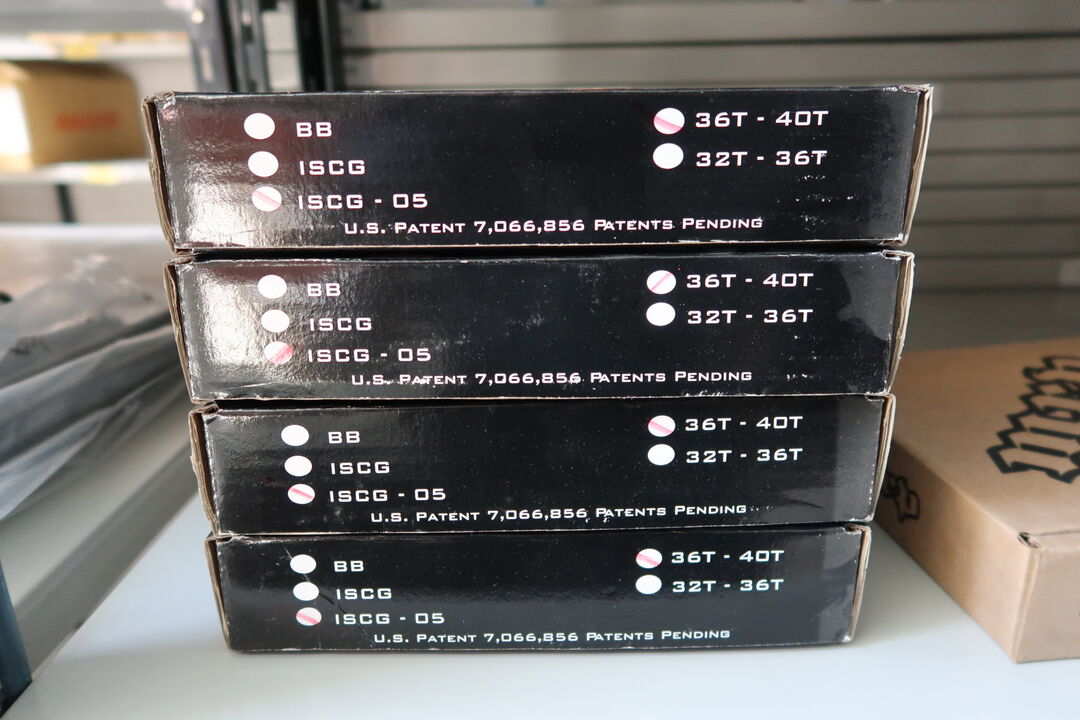 BB
36T - 40T
ISCG
32T - 36T
ISCG - 05
U.S. Patent 7,066,856 Patents Pending
BB
36T - 40T
ISCG
32T - 36T
ISCG - 05
U.S. Patent 7,066,856 Patents Pending
BB
36T - 40T
ISCG
32T - 36T
ISCG - 05
U.S. Patent 7,066,856 Patents Pending
BB
36T - 40T
ISCG
32T - 36T
ISCG - 05
U.S. Patent 7,066,856 Patents Pending